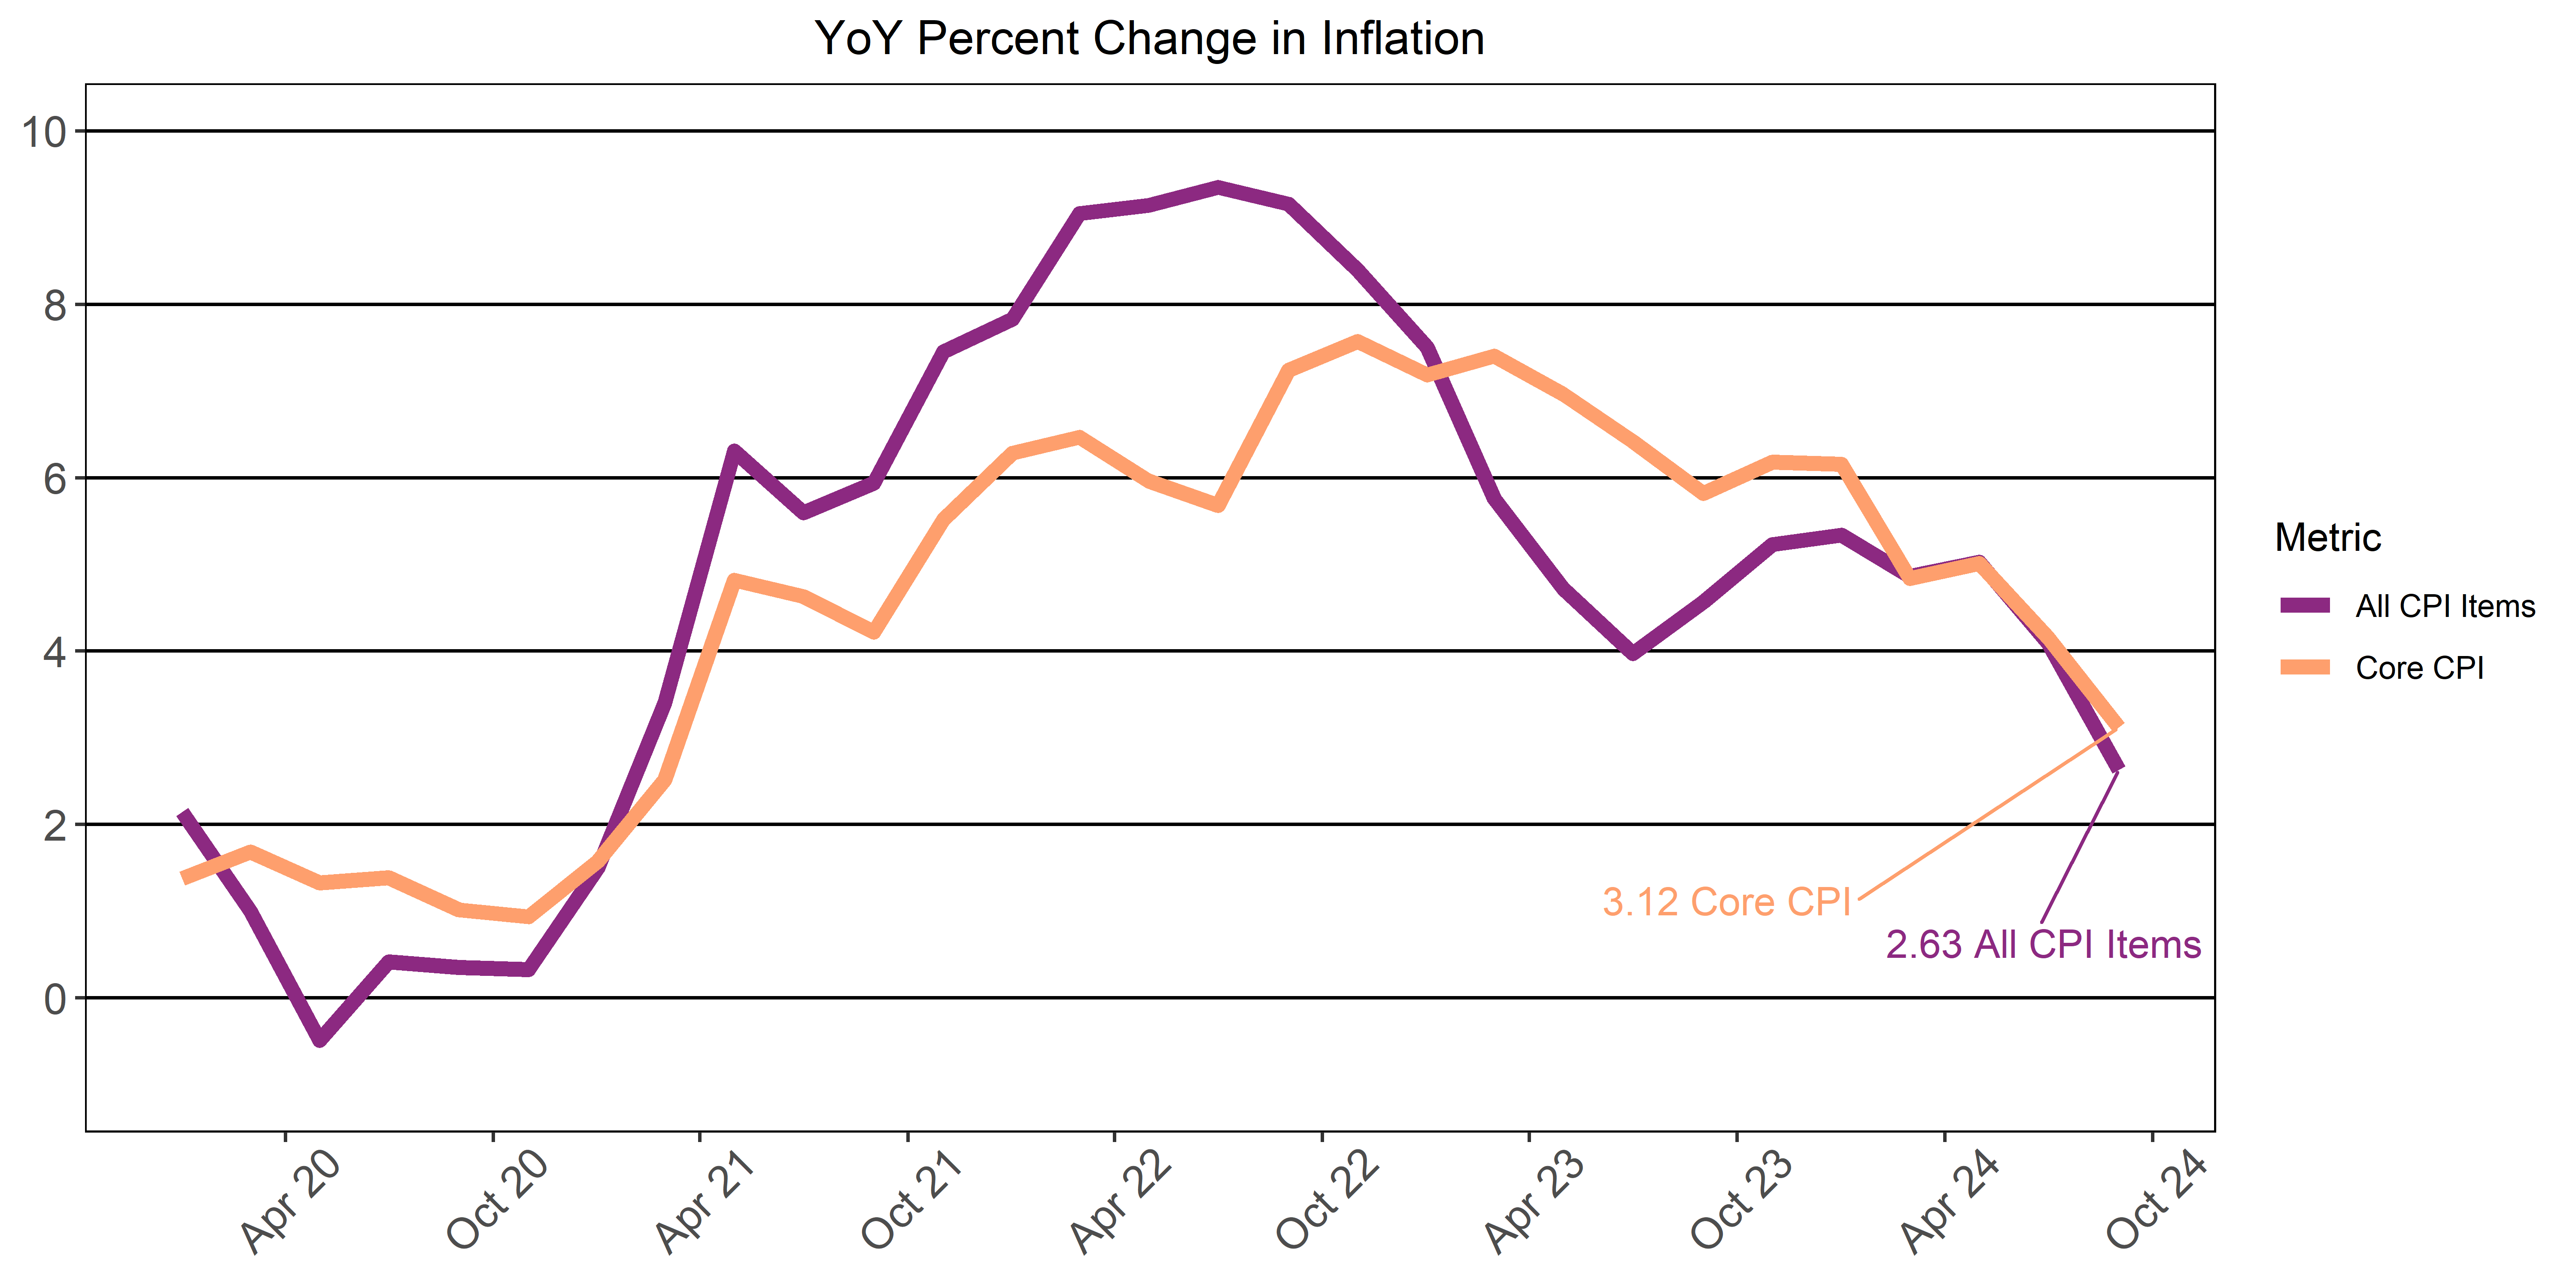 YoY Percent Change in Inflation
10
8
6
4
2
0
3.12 Core CPI
2.63 All CPI Items
Apr 20
Oct 20
Apr 21
Oct 21
Apr 22
Oct 22
Apr 23
Oct 23
Apr 24
Oct 24
Metric
All CPI Items
Core CPI